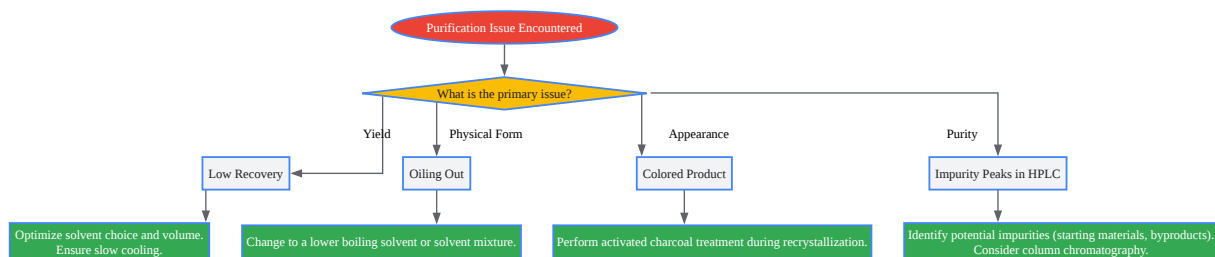 Purification Issue Encountered
What is the primary issue?
Yield
Physical Form
Appearance
Purity
Low Recovery
Oiling Out
Colored Product
Impurity Peaks in HPLC
Optimize solvent choice and volume.
Ensure slow cooling.
Change to a lower boiling solvent or solvent mixture.
Perform activated charcoal treatment during recrystallization.
Identify potential impurities (starting materials, byproducts).
Consider column chromatography.